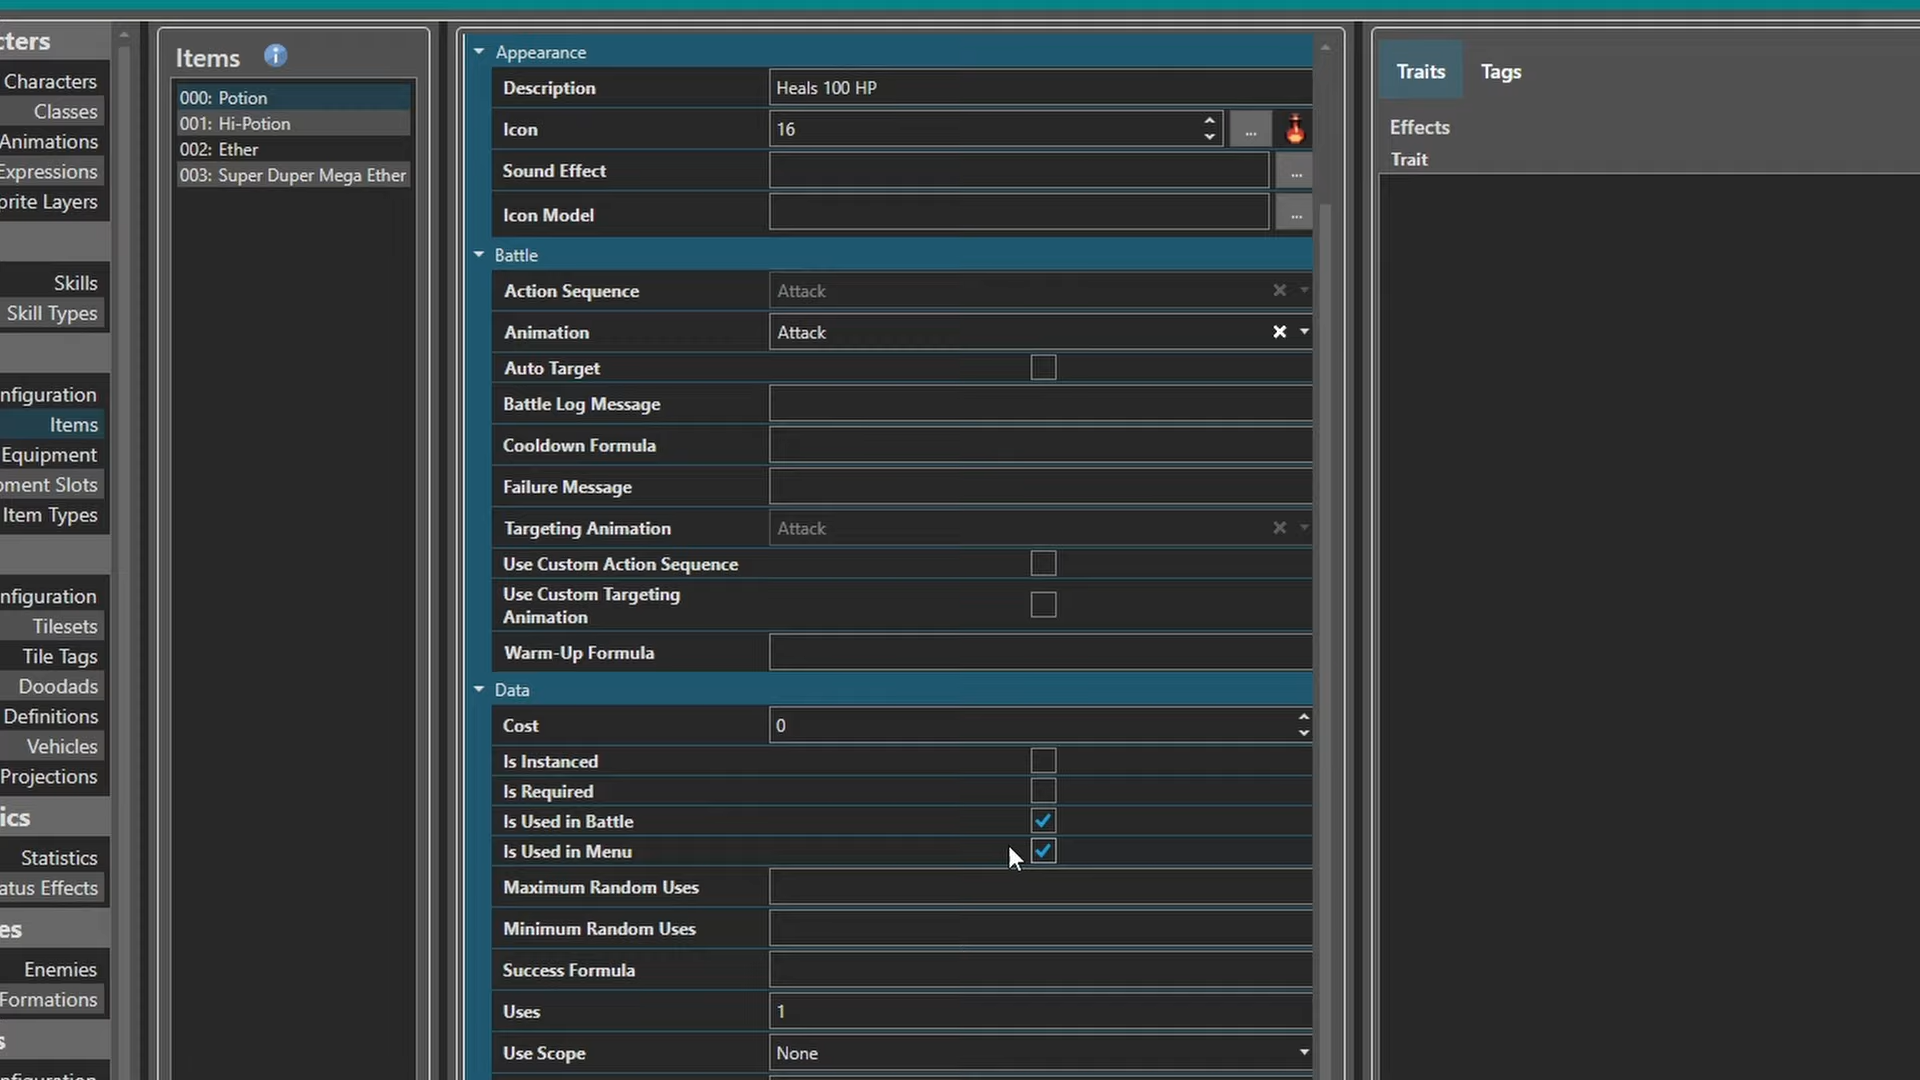 cters
Characters
Classes
Animations
Expressions
prite Layers
Skills
Skill Types
nfiguration
Items
Equipment
oment Slots
Item Types
nfiguration
Tilesets
Tile Tags
Doodads
Definitions
Vehicles
Projections
ics
Statistics
atus Effects
es
Enemies
Formations
s
Items
000: Potion
001: Hi-Potion
002: Ether
003: Super Duper Mega Ether
Appearance
Description Heals 100 HP
Icon 16 ...
Sound Effect ...
Icon Model ...
Battle
Action Sequence Attack
Animation Attack
Auto Target
Battle Log Message
Cooldown Formula
Failure Message
Targeting Animation Attack
Use Custom Action Sequence
Use Custom Targeting
Animation
Warm-Up Formula
Data
Cost 0
Is Instanced
Is Required
Is Used in Battle
Is Used in Menu
Maximum Random Uses
Minimum Random Uses
Success Formula
Uses 1
Use Scope None
Traits Tags
Effects
Trait